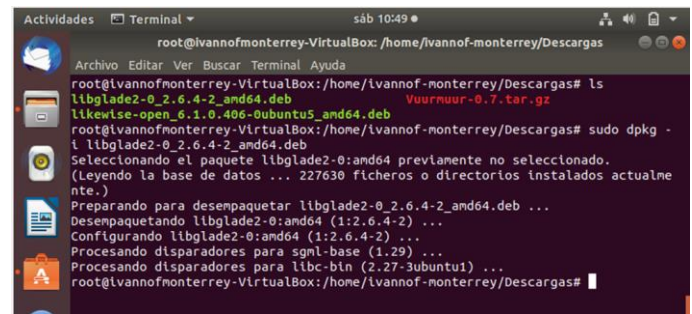 Actividades Terminal sáb 10:49
root@ivannofmonterrey-VirtualBox: /home/ivannof-monterrey/Descargas
Archivo Editar Ver Buscar Terminal Ayuda
root@ivannofmonterrey-VirtualBox:/home/ivannof-monterrey/Descargas# ls
libglade2-0_2.6.4-2_amd64.deb Vuurmuur-0.7.tar.gz
likewise-open_6.1.0.406-0ubuntu5_amd64.deb
root@ivannofmonterrey-VirtualBox:/home/ivannof-monterrey/Descargas# sudo dpkg -
i libglade2-0_2.6.4-2_amd64.deb
Seleccionando el paquete libglade2-0:amd64 previamente no seleccionado.
(Leyendo la base de datos ... 227630 ficheros o directorios instalados actualme
nte.)
Preparando para desempaquetar libglade2-0_2.6.4-2_amd64.deb ...
Desempaquetando libglade2-0:amd64 (1:2.6.4-2) ...
Configurando libglade2-0:amd64 (1:2.6.4-2) ...
Procesando disparadores para sgml-base (1.29) ...
Procesando disparadores para libc-bin (2.27-3ubuntu1) ...
root@ivannofmonterrey-VirtualBox:/home/ivannof-monterrey/Descargas#